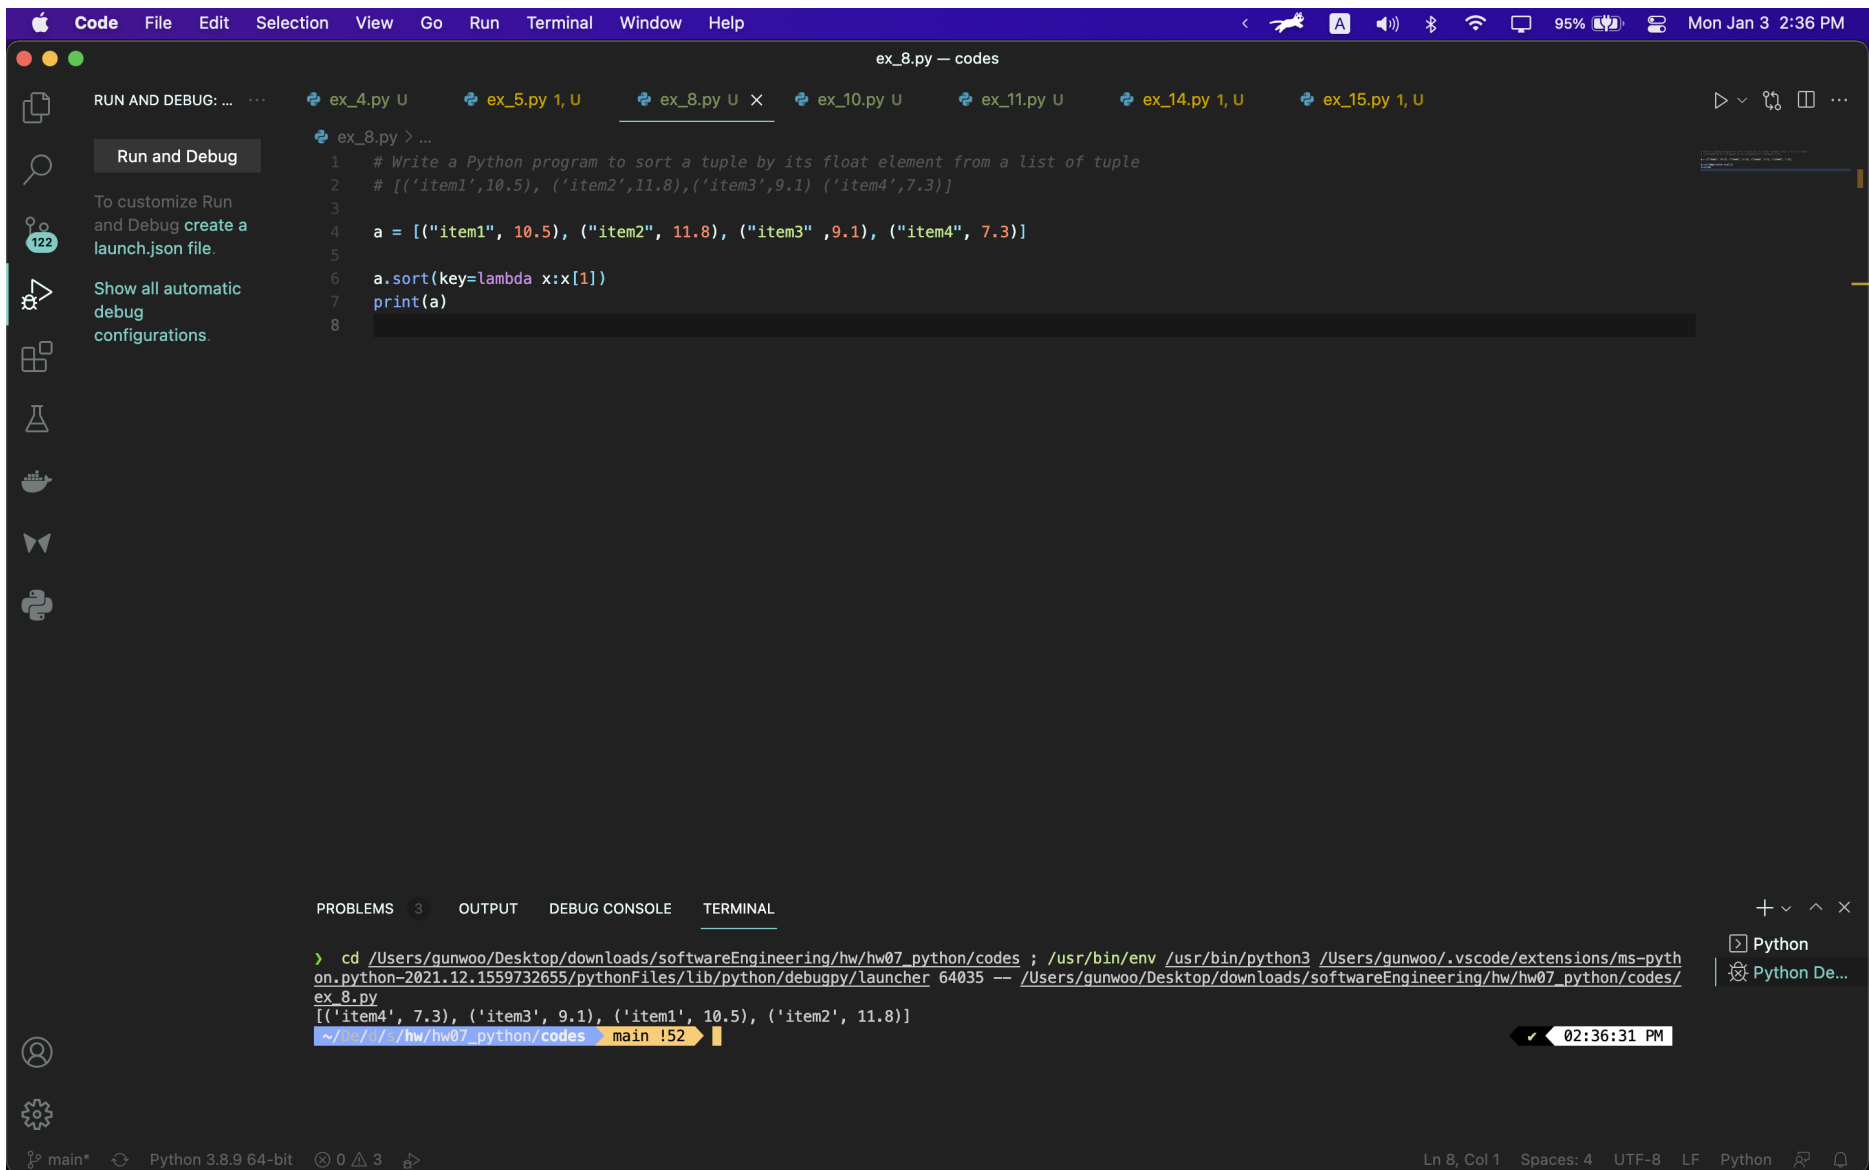 Code File Edit Selection View Go Run Terminal Window Help A 95% Mon Jan 3 2:36 PM
ex_8.py — codes
RUN AND DEBUG: ... ···
ex_4.py U ex_5.py 1, U ex_8.py U ex_10.py U ex_11.py U ex_14.py 1, U ex_15.py 1, U
Run and Debug
To customize Run
and Debug create a
launch.json file.
Show all automatic
debug
configurations.
122
ex_8.py > ...
1 # Write a Python program to sort a tuple by its float element from a list of tuple
2 # [(‘item1’,10.5), (‘item2’,11.8),(‘item3’,9.1) (‘item4’,7.3)]
3
4 a = [("item1", 10.5), ("item2", 11.8), ("item3" ,9.1), ("item4", 7.3)]
5
6 a.sort(key=lambda x:x[1])
7 print(a)
8
PROBLEMS 3 OUTPUT DEBUG CONSOLE TERMINAL
❯ cd /Users/gunwoo/Desktop/downloads/softwareEngineering/hw/hw07_python/codes ; /usr/bin/env /usr/bin/python3 /Users/gunwoo/.vscode/extensions/ms-pyth
on.python-2021.12.1559732655/pythonFiles/lib/python/debugpy/launcher 64035 -- /Users/gunwoo/Desktop/downloads/softwareEngineering/hw/hw07_python/codes/
ex_8.py
[('item4', 7.3), ('item3', 9.1), ('item1', 10.5), ('item2', 11.8)]
~/De/d/s/hw/hw07_python/codes main !52 ✔ 02:36:31 PM
Python
Python De...
main* Python 3.8.9 64-bit 0 3 Ln 8, Col 1 Spaces: 4 UTF-8 LF Python